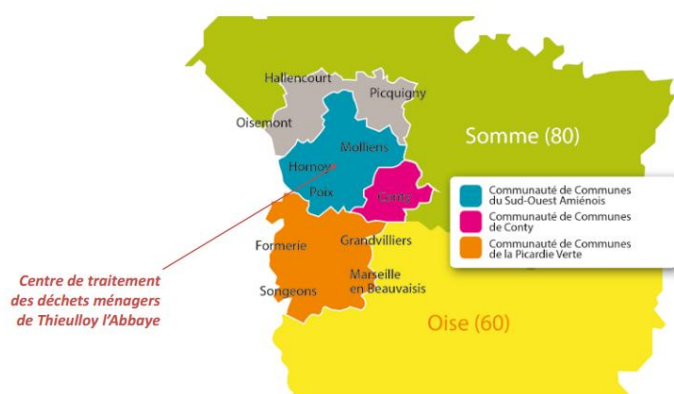 Hallencourt
Picquigny
Oisemont
Molliens
Somme (80)
Hornoy
Poix
Conty
Communauté de Communes
du Sud-Ouest Amiénois
Communauté de Communes
de Conty
Communauté de Communes
de la Picardie Verte
Formerie
Grandvilliers
Centre de traitement
des déchets ménagers
de Thieulloy l’Abbaye
Songeons
Marseille
en Beauvaisis
Oise (60)